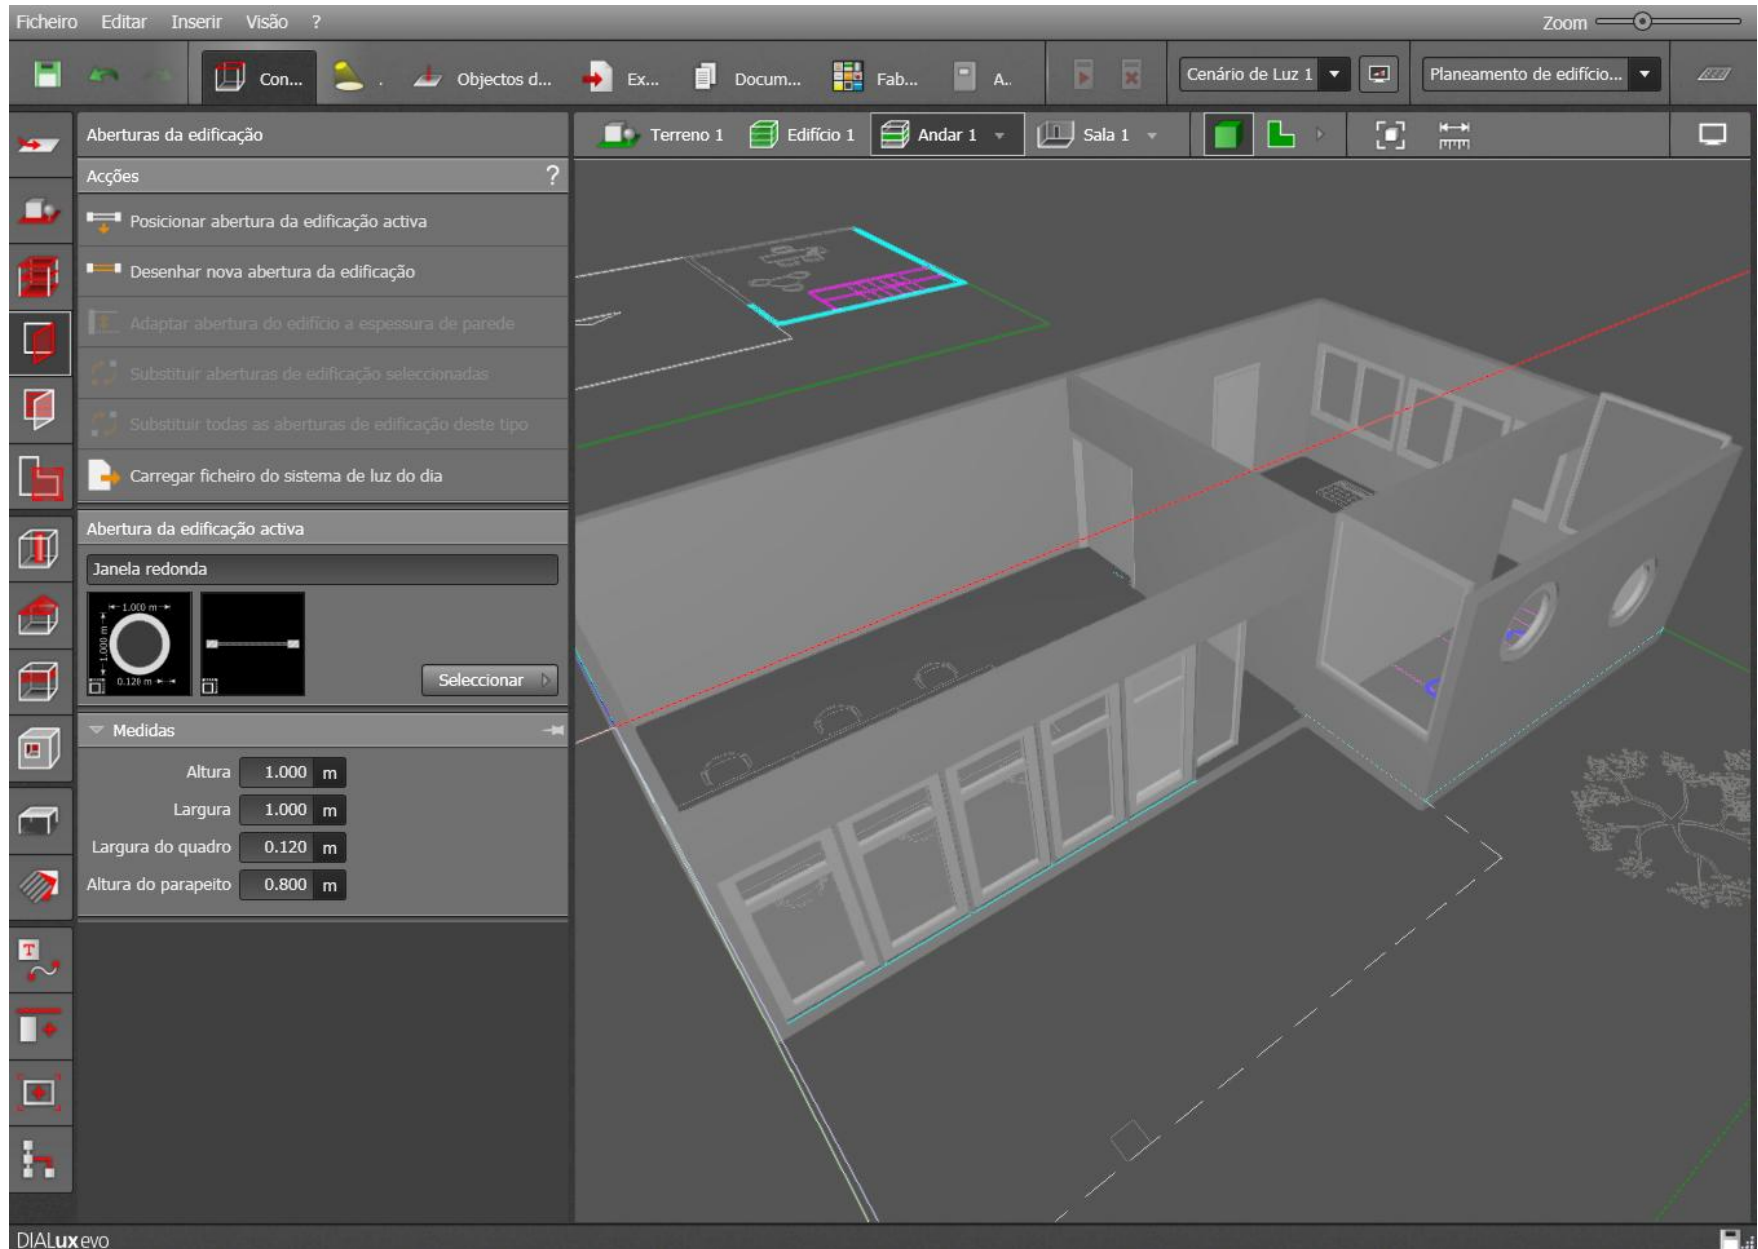 Ficheiro Editar Inserir Visão ? Zoom
Con... . Objectos d... Ex... Docum... Fab... A.. Cenário de Luz 1 Planeamento de edifício...
Aberturas da edificação
Terreno 1 Edifício 1 Andar 1 Sala 1
Acções ?
Posicionar abertura da edificação activa
Desenhar nova abertura da edificação
Adaptar abertura do edifício a espessura de parede
Substituir aberturas de edificação seleccionadas
Substituir todas as aberturas de edificação deste tipo
Carregar ficheiro do sistema de luz do dia
Abertura da edificação activa
Janela redonda
1.000 m
1.000 m
0.120 m
Seleccionar
Medidas
Altura 1.000 m
Largura 1.000 m
Largura do quadro 0.120 m
Altura do parapeito 0.800 m
T
DIALux evo